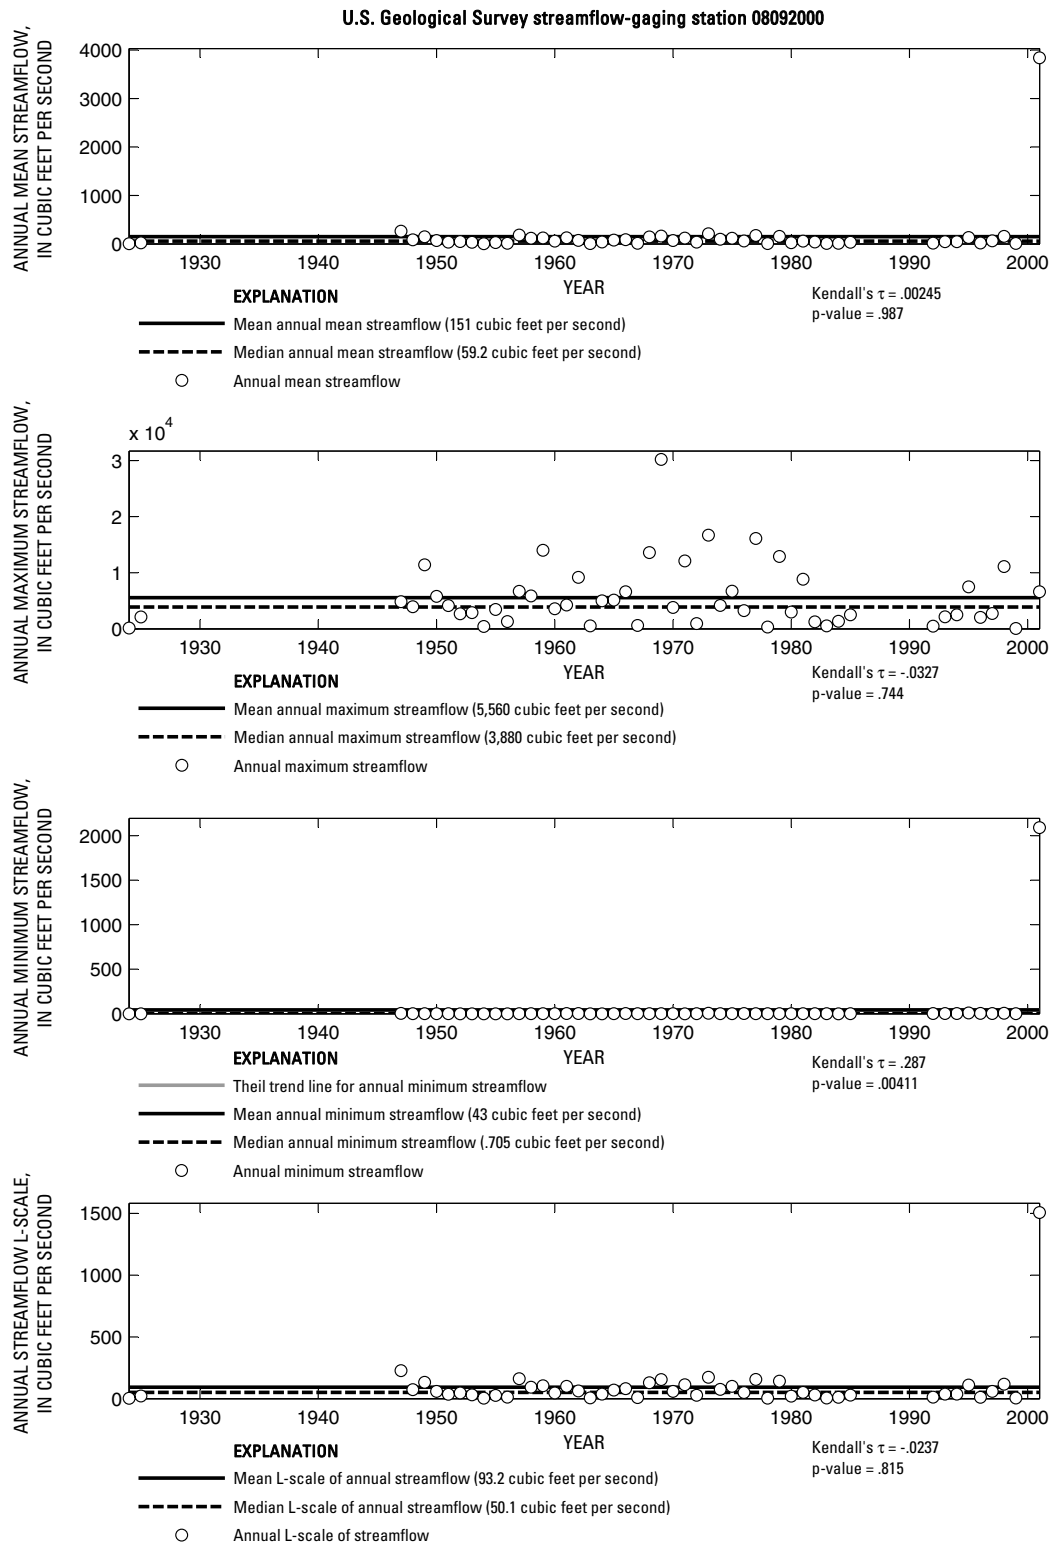 U.S. Geological Survey streamflow-gaging station 08092000
ANNUAL MEAN STREAMFLOW,
IN CUBIC FEET PER SECOND
4000
3000
2000
1000
0
1930 1940 1950 1960 1970 1980 1990 2000
YEAR
Kendall's τ = .00245
p-value = .987
EXPLANATION
Mean annual mean streamflow (151 cubic feet per second)
Median annual mean streamflow (59.2 cubic feet per second)
Annual mean streamflow
ANNUAL MAXIMUM STREAMFLOW,
IN CUBIC FEET PER SECOND
x 10^4
3
2
1
0
1930 1940 1950 1960 1970 1980 1990 2000
YEAR
Kendall's τ = -.0327
p-value = .744
EXPLANATION
Mean annual maximum streamflow (5,560 cubic feet per second)
Median annual maximum streamflow (3,880 cubic feet per second)
Annual maximum streamflow
ANNUAL MINIMUM STREAMFLOW,
IN CUBIC FEET PER SECOND
2000
1500
1000
500
0
1930 1940 1950 1960 1970 1980 1990 2000
YEAR
Kendall's τ = .287
p-value = .00411
EXPLANATION
Theil trend line for annual minimum streamflow
Mean annual minimum streamflow (43 cubic feet per second)
Median annual minimum streamflow (.705 cubic feet per second)
Annual minimum streamflow
ANNUAL STREAMFLOW L-SCALE,
IN CUBIC FEET PER SECOND
1500
1000
500
0
1930 1940 1950 1960 1970 1980 1990 2000
YEAR
Kendall's τ = -.0237
p-value = .815
EXPLANATION
Mean L-scale of annual streamflow (93.2 cubic feet per second)
Median L-scale of annual streamflow (50.1 cubic feet per second)
Annual L-scale of streamflow